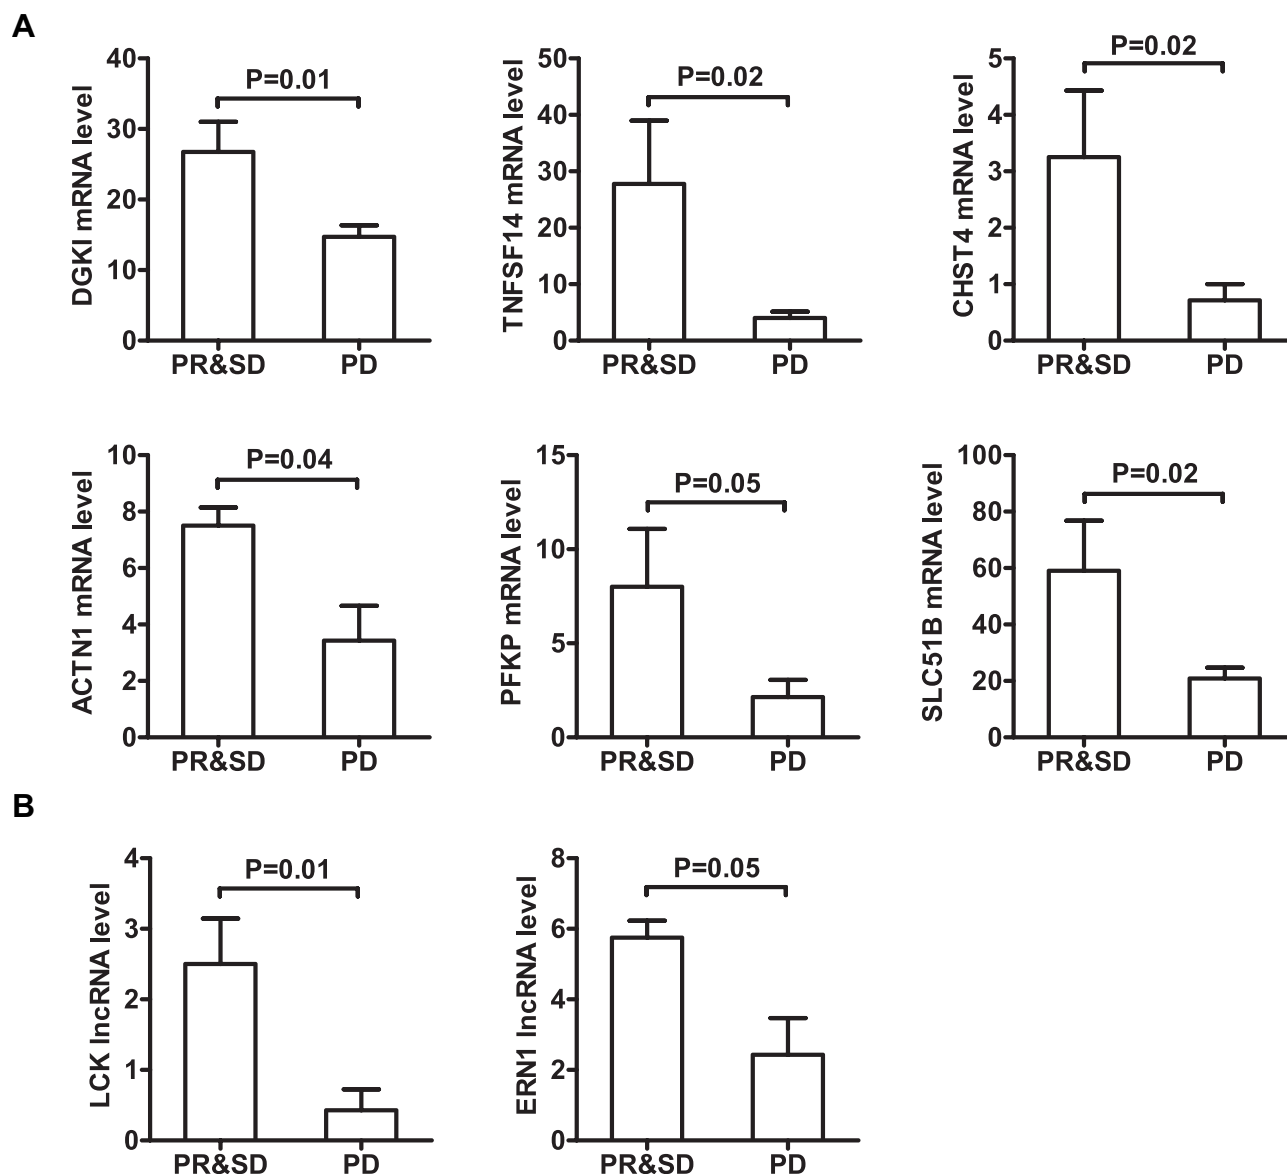 A
DGKI mRNA level
40
30
20
10
0
P=0.01
PR&SD PD
TNFSF14 mRNA level
50
40
30
20
10
0
P=0.02
PR&SD PD
CHST4 mRNA level
5
4
3
2
1
0
P=0.02
PR&SD PD
ACTN1 mRNA level
10
8
6
4
2
0
P=0.04
PR&SD PD
PFKP mRNA level
15
10
5
0
P=0.05
PR&SD PD
SLC51B mRNA level
100
80
60
40
20
0
P=0.02
PR&SD PD
B
LCK lncRNA level
4
3
2
1
0
P=0.01
PR&SD PD
ERN1 lncRNA level
8
6
4
2
0
P=0.05
PR&SD PD